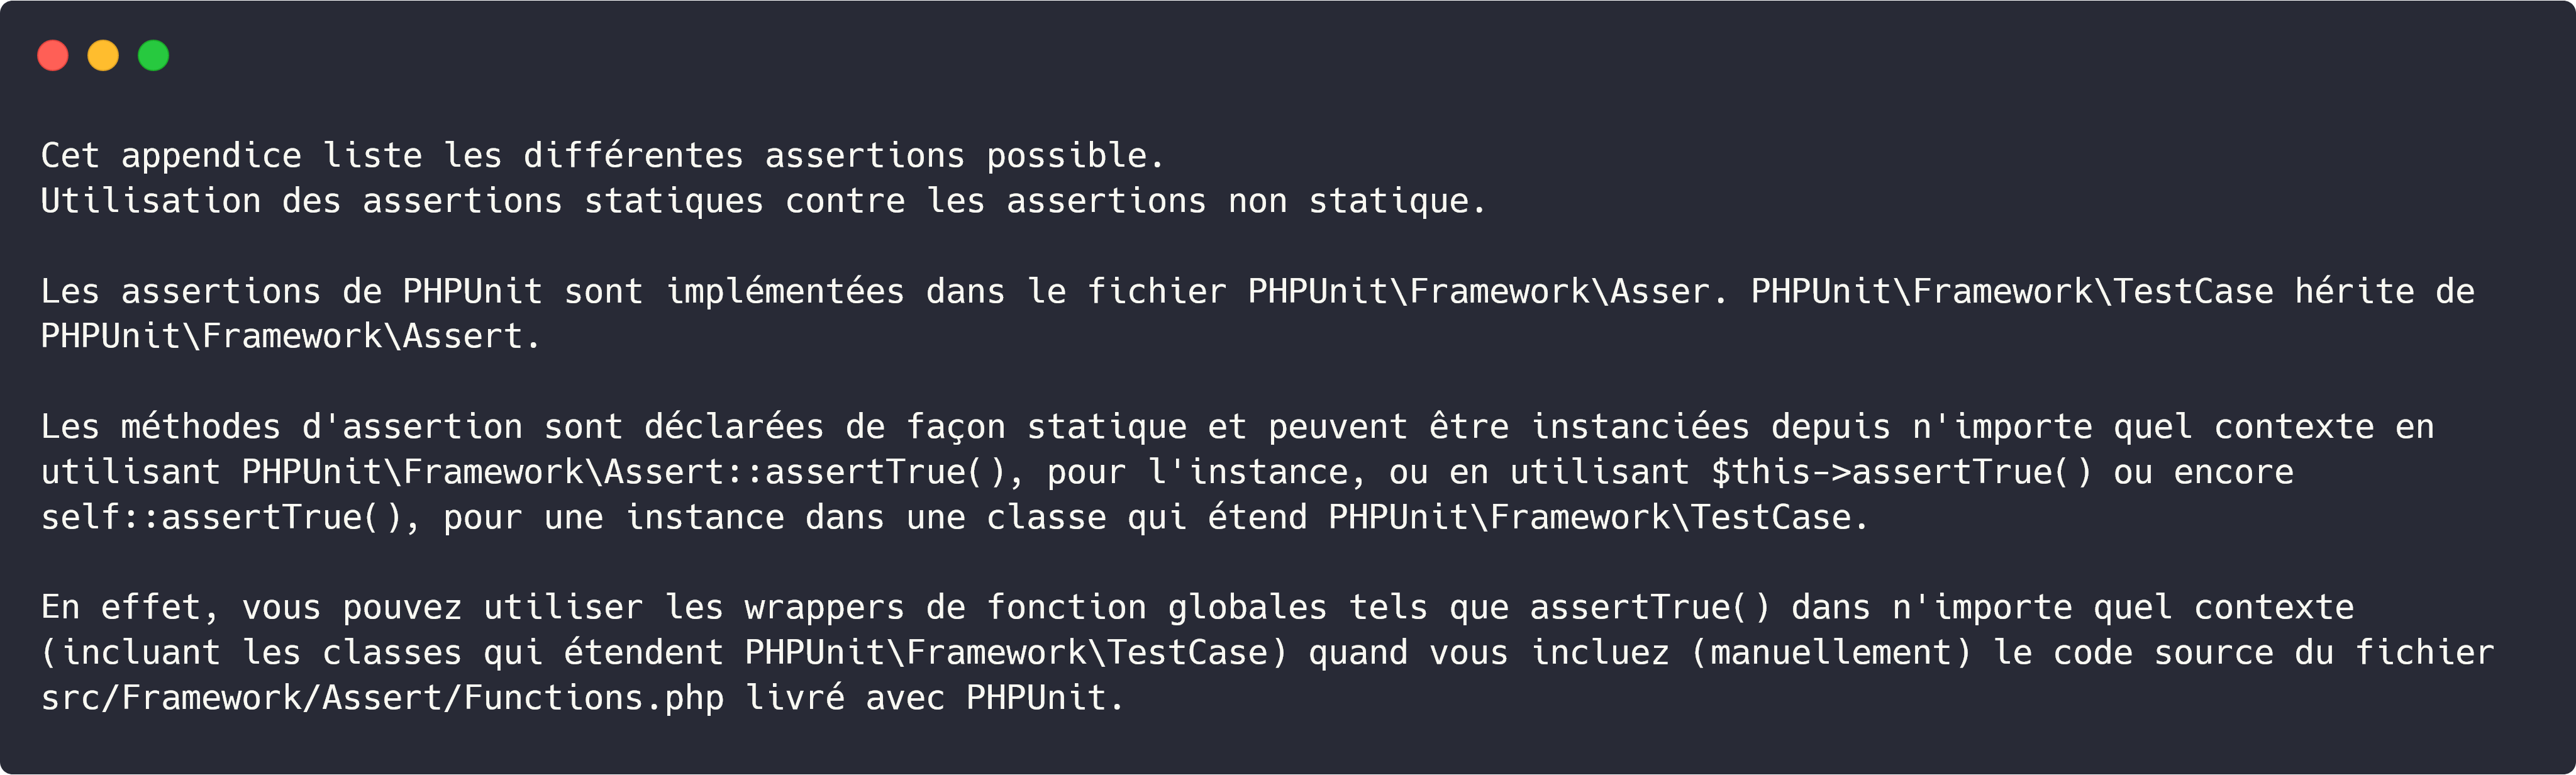 Cet appendice liste les différentes assertions possible.
Utilisation des assertions statiques contre les assertions non statique.
Les assertions de PHPUnit sont implémentées dans le fichier PHPUnit\Framework\Asser. PHPUnit\Framework\TestCase hérite de
PHPUnit\Framework\Assert.
Les méthodes d'assertion sont déclarées de façon statique et peuvent être instanciées depuis n'importe quel contexte en
utilisant PHPUnit\Framework\Assert::assertTrue(), pour l'instance, ou en utilisant $this->assertTrue() ou encore
self::assertTrue(), pour une instance dans une classe qui étend PHPUnit\Framework\TestCase.
En effet, vous pouvez utiliser les wrappers de fonction globales tels que assertTrue() dans n'importe quel contexte
(incluant les classes qui étendent PHPUnit\Framework\TestCase) quand vous incluez (manuellement) le code source du fichier
src/Framework/Assert/Functions.php livré avec PHPUnit.